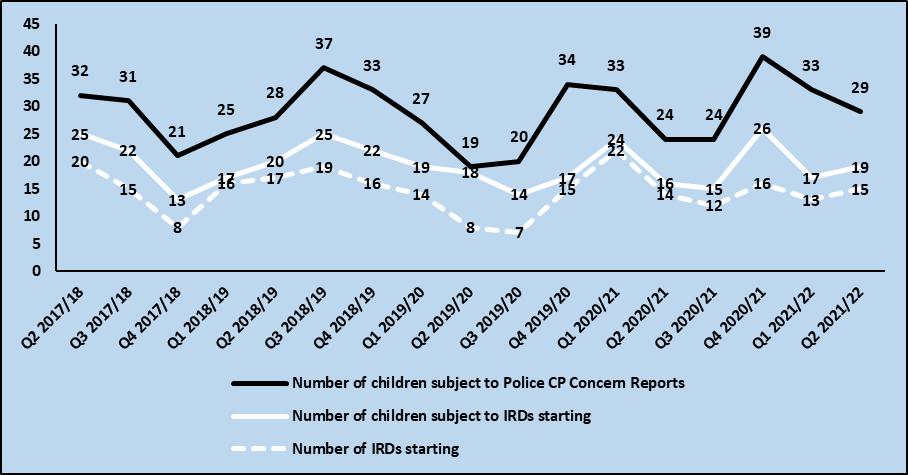 45
40
35
30
25
20
15
10
5
0
32 31 21 25 28 37 33 27 19 20 34 33 24 24 39 33 29
25 22 13 17 20 25 22 19 18 14 17 24 16 15 26 17 19
20 15 8 16 17 19 16 14 8 7 15 22 14 12 16 13 15
Q2 2017/18
Q3 2017/18
Q4 2017/18
Q1 2018/19
Q2 2018/19
Q3 2018/19
Q4 2018/19
Q1 2019/20
Q2 2019/20
Q3 2019/20
Q4 2019/20
Q1 2020/21
Q2 2020/21
Q3 2020/21
Q4 2020/21
Q1 2021/22
Q2 2021/22
Number of children subject to Police CP Concern Reports
Number of children subject to IRDs starting
Number of IRDs starting